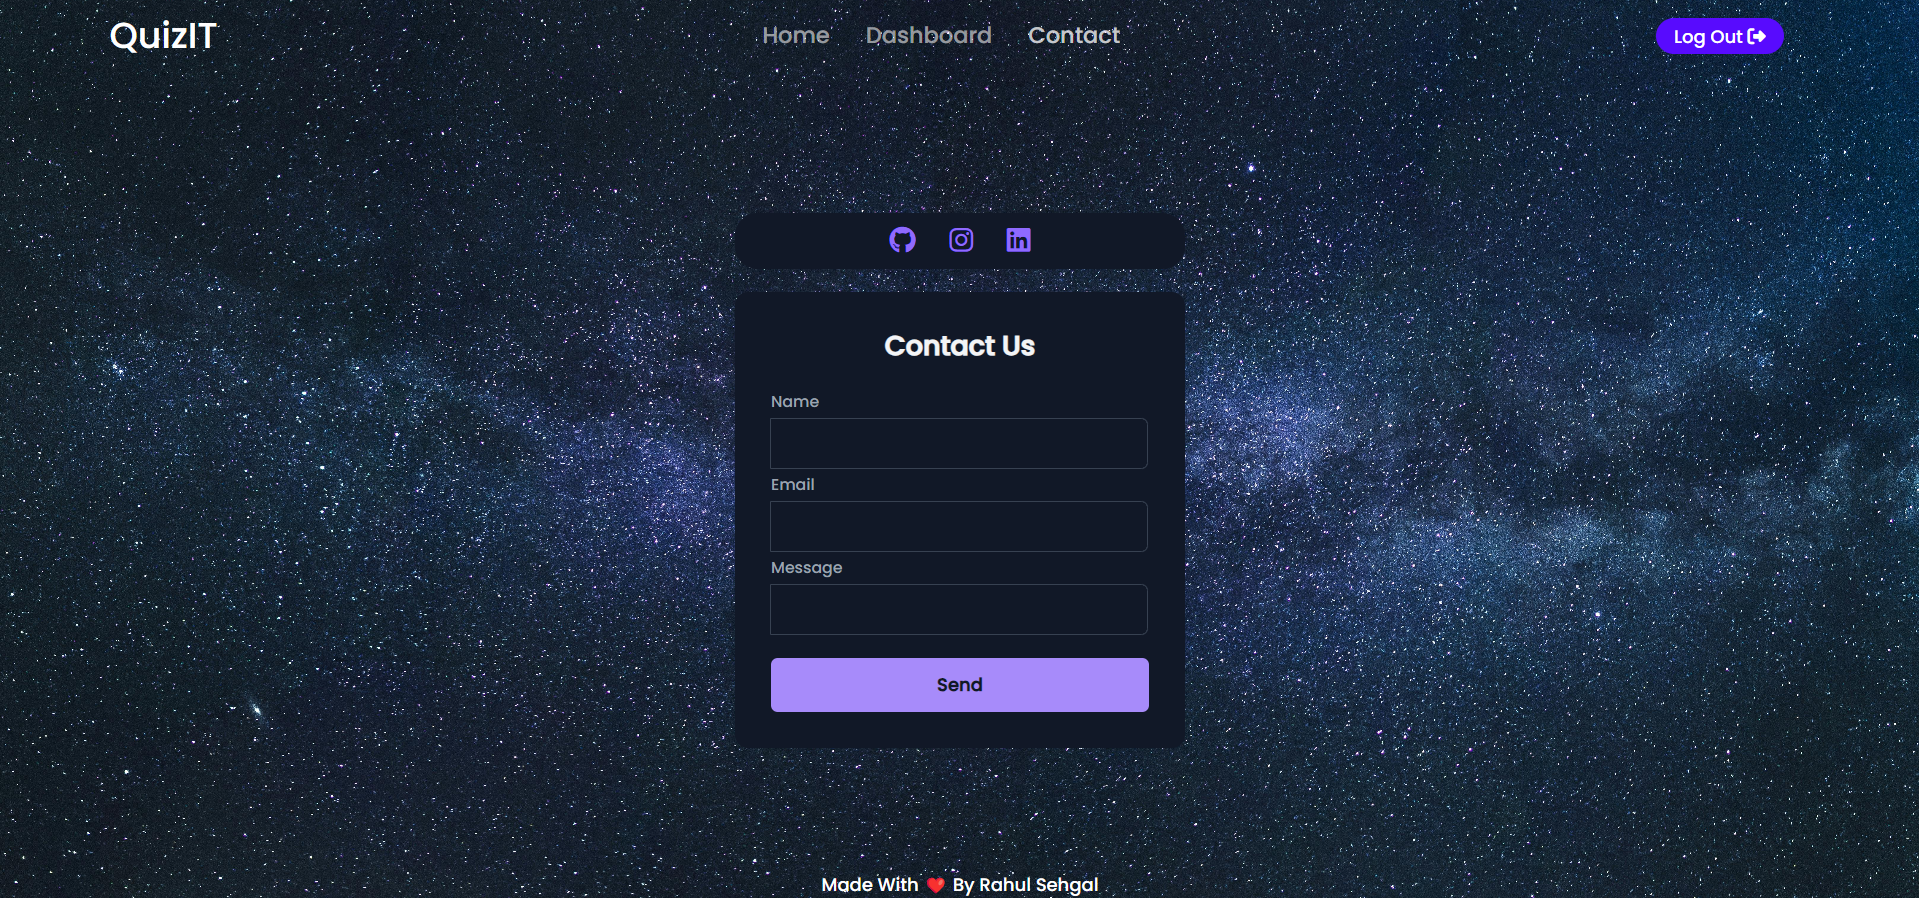 QuizIT
Home Dashboard Contact
Log Out
Contact Us
Name
Email
Message
Send
Made With ❤️ By Rahul Sehgal